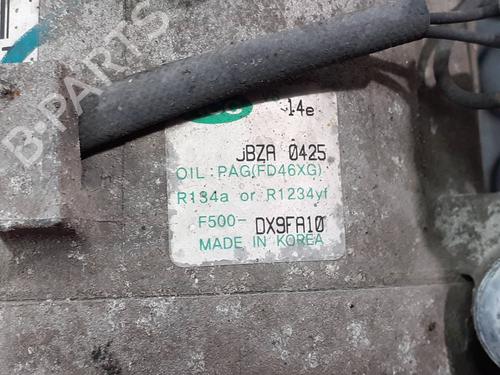 B-PARTS
14e
JBZA 0425
OIL : PAG(FD46XG)
R134a or R1234yf
F500- DX9FA10
MADE IN KOREA